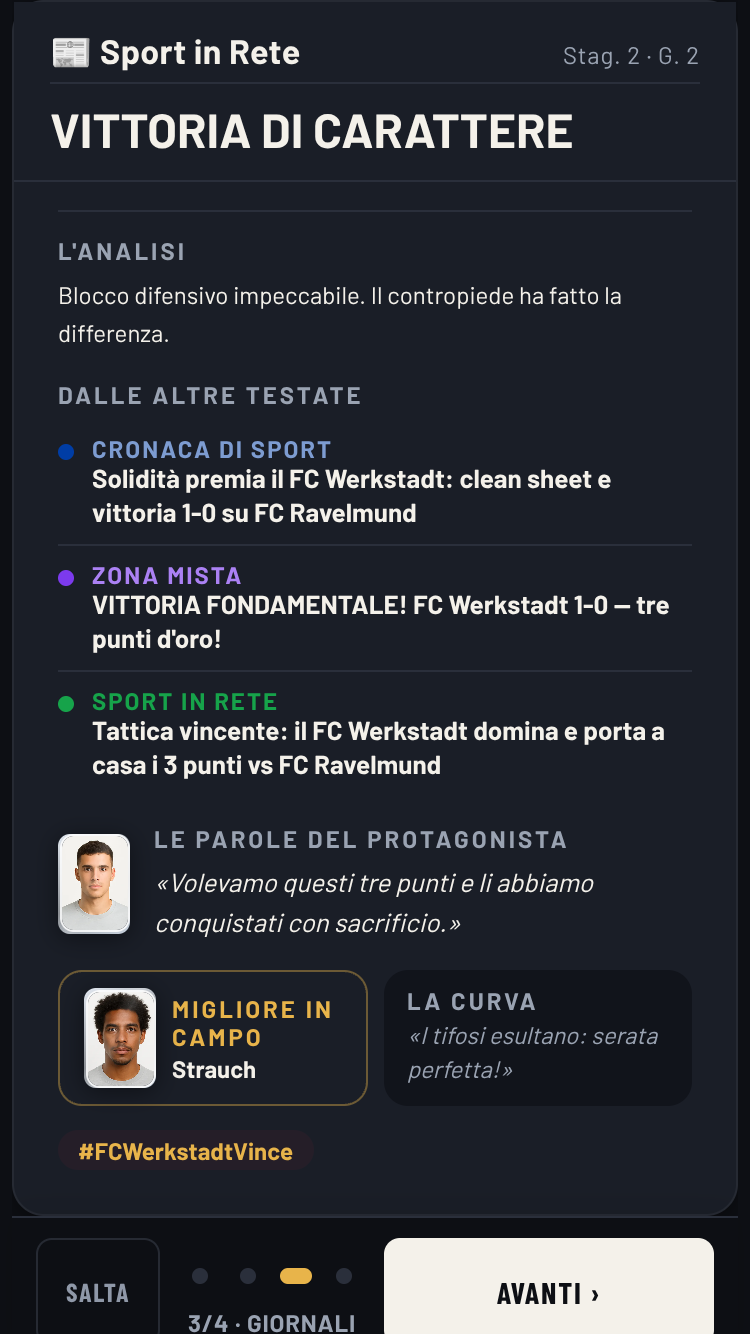 Sport in Rete
Stag. 2 · G. 2
VITTORIA DI CARATTERE
L'ANALISI
Blocco difensivo impeccabile. Il contropiede ha fatto la
differenza.
DALLE ALTRE TESTATE
CRONACA DI SPORT
Solidità premia il FC Werkstadt: clean sheet e
vittoria 1-0 su FC Ravelmund
ZONA MISTA
VITTORIA FONDAMENTALE! FC Werkstadt 1-0 — tre
punti d'oro!
SPORT IN RETE
Tattica vincente: il FC Werkstadt domina e porta a
casa i 3 punti vs FC Ravelmund
LE PAROLE DEL PROTAGONISTA
«Volevamo questi tre punti e li abbiamo
conquistati con sacrificio.»
MIGLIORE IN
CAMPO
Strauch
LA CURVA
«I tifosi esultano: serata
perfetta!»
#FCWerkstadtVince
SALTA
3/4 · GIORNALI
AVANTI ›